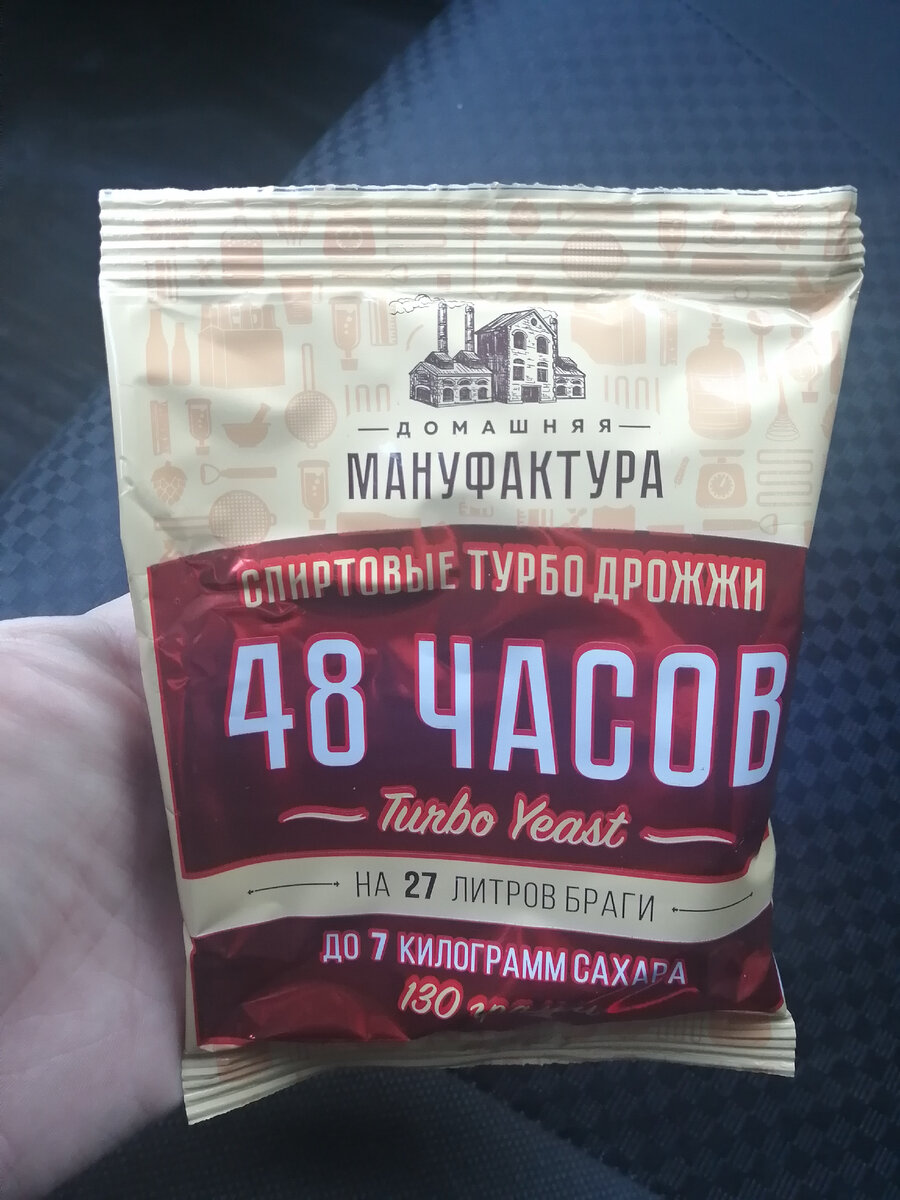 ДОМАШНЯЯ
МАНУФАКТУРА
СПИРТОВЫЕ ТУРБО ДРОЖЖИ
48 ЧАСОВ
Turbo Yeast
НА 27 ЛИТРОВ БРАГИ
ДО 7 КИЛОГРАММ САХАРА
130